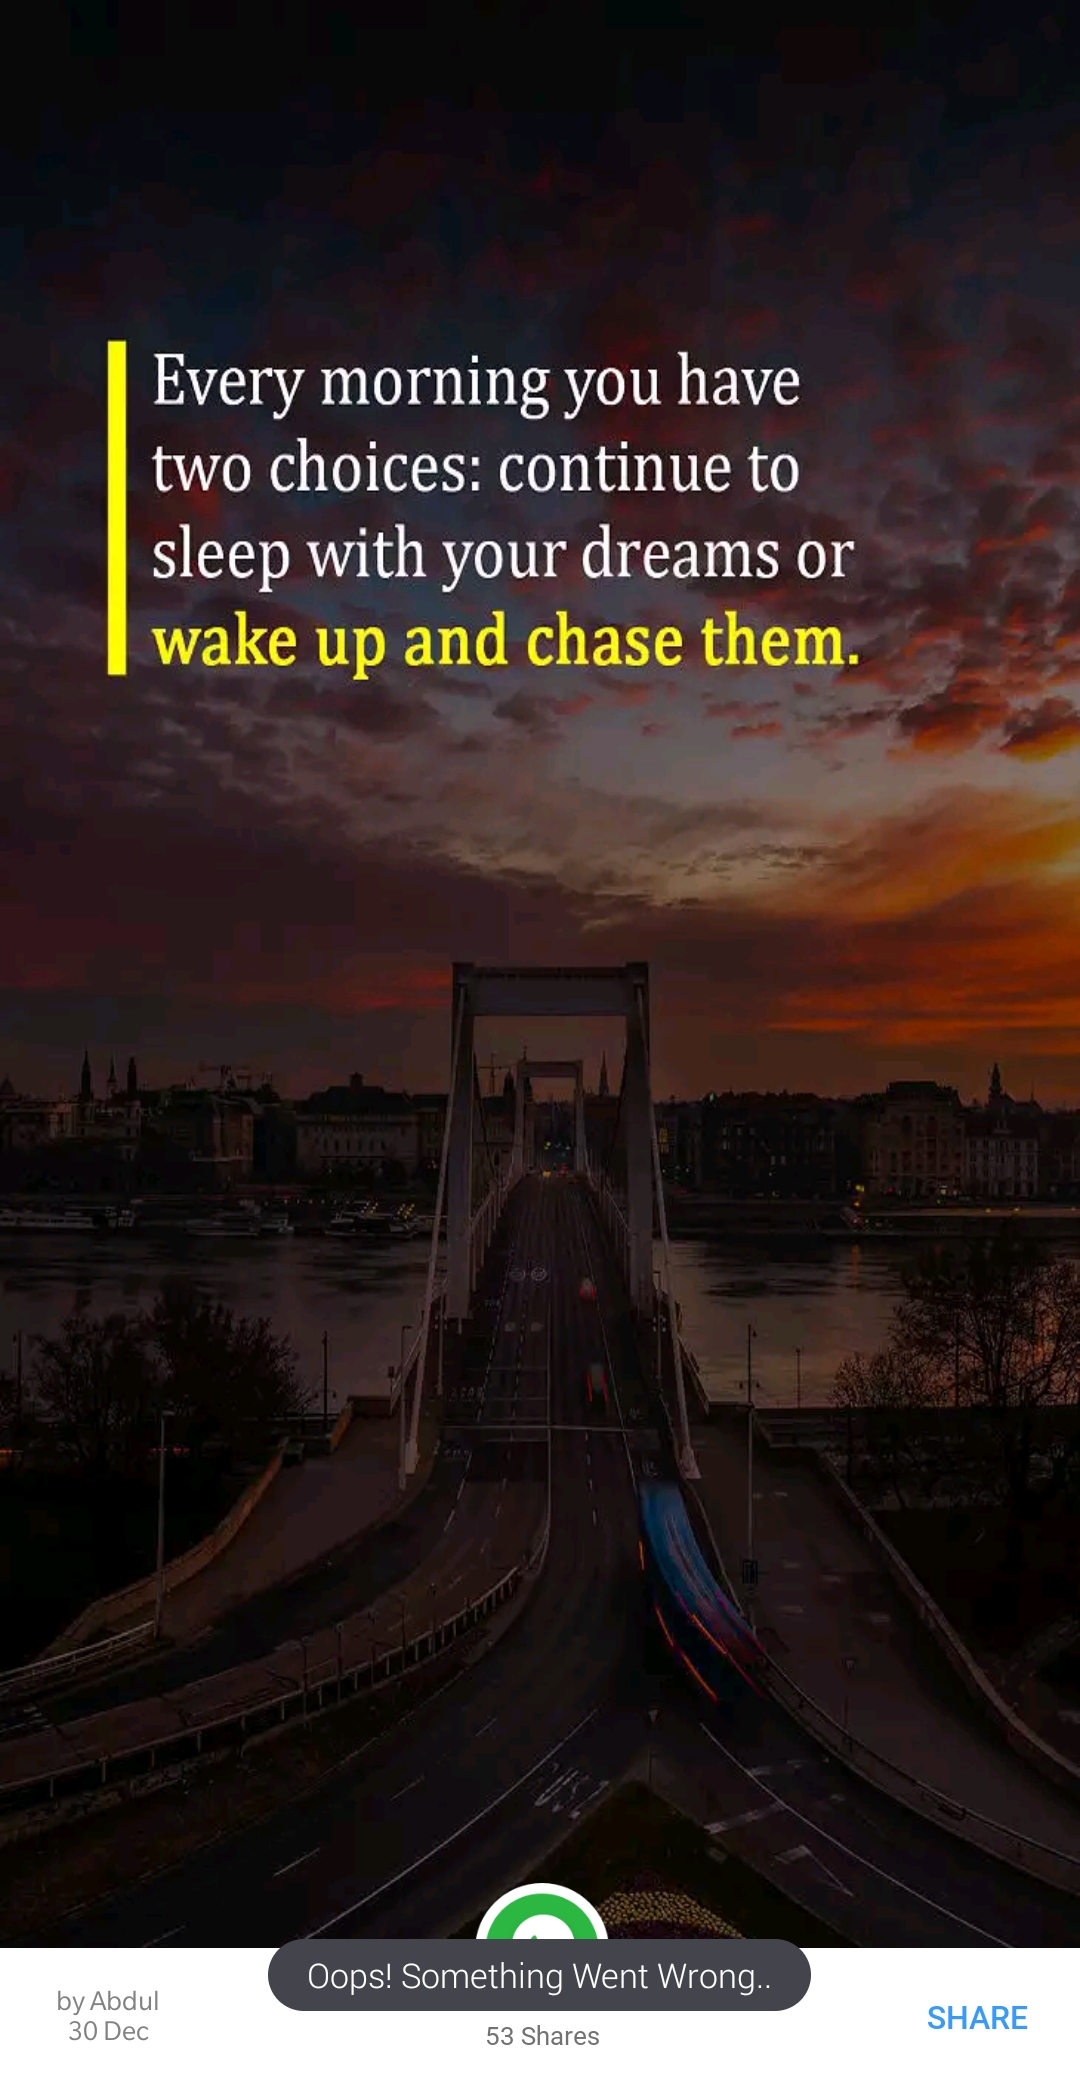 Every morning you have
two choices: continue to
sleep with your dreams or
wake up and chase them.
Oops! Something Went Wrong..
by Abdul
30 Dec
53 Shares
SHARE